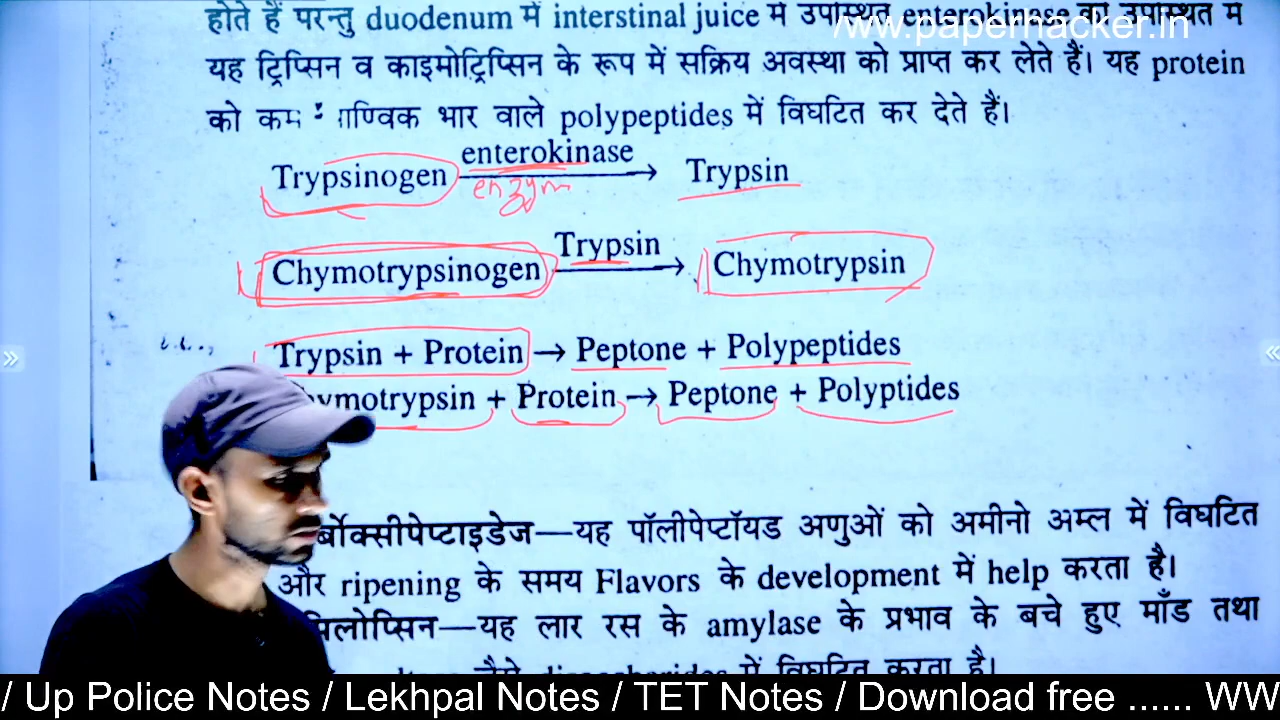 होते हैं परन्तु duodenum में interstinal juice में उपस्थित enterokinase की उपस्थित में
www.paperhacker.in
यह ट्रिप्सिन व काइमोट्रिप्सिन के रूप में सक्रिय अवस्था को प्राप्त कर लेते हैं। यह protein
को कम भार वाले polypeptides में विघटित कर देते हैं।
Trypsinogen enterokinase → Trypsin
enzym
Chymotrypsinogen Trypsin → Chymotrypsin
Trypsin + Protein → Peptone + Polypeptides
ymotrypsin + Protein → Peptone + Polyptides
र्बोक्सीपेप्टाइडेज—यह पॉलीपेप्टॉयड अणुओं को अमीनो अम्ल में विघटित
और ripening के समय Flavors के development में help करता है।
मिलोप्सिन—यह लार रस के amylase के प्रभाव के बचे हुए माँड तथा
जैसे disaccharides में विघटित करता है।
/ Up Police Notes / Lekhpal Notes / TET Notes / Download free ...... WW